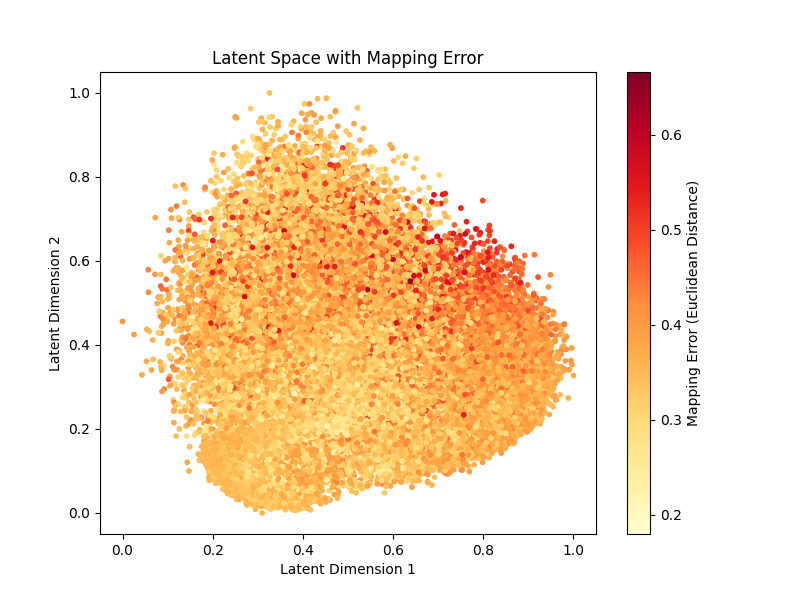 Latent Space with Mapping Error
1.0
0.8
0.6
0.4
0.2
0.0
Latent Dimension 2
0.0 0.2 0.4 0.6 0.8 1.0
Latent Dimension 1
0.6
0.5
0.4
0.3
0.2
Mapping Error (Euclidean Distance)